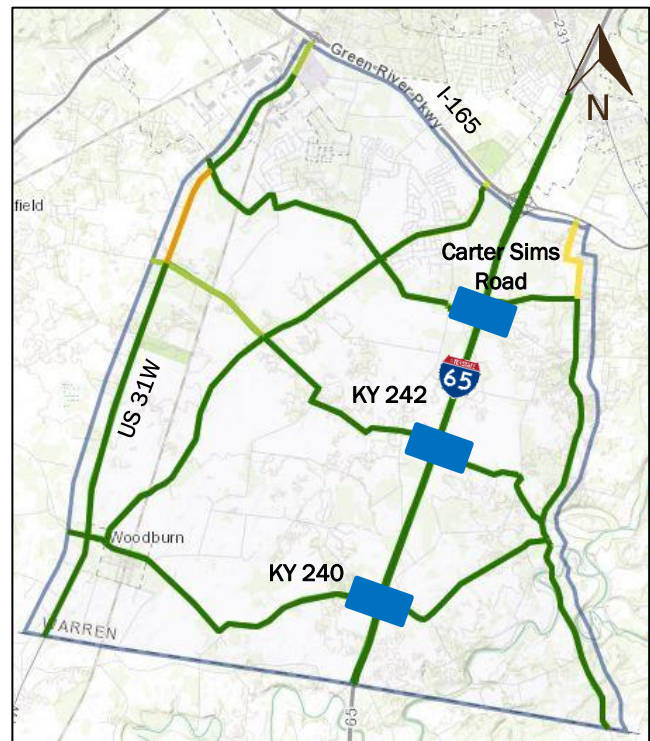 231
N
Green-River-Pkwy
I-165
field
Carter Sims
Road
INTERSTATE
65
KY 242
US 31W
Woodburn
KY 240
WARREN
65